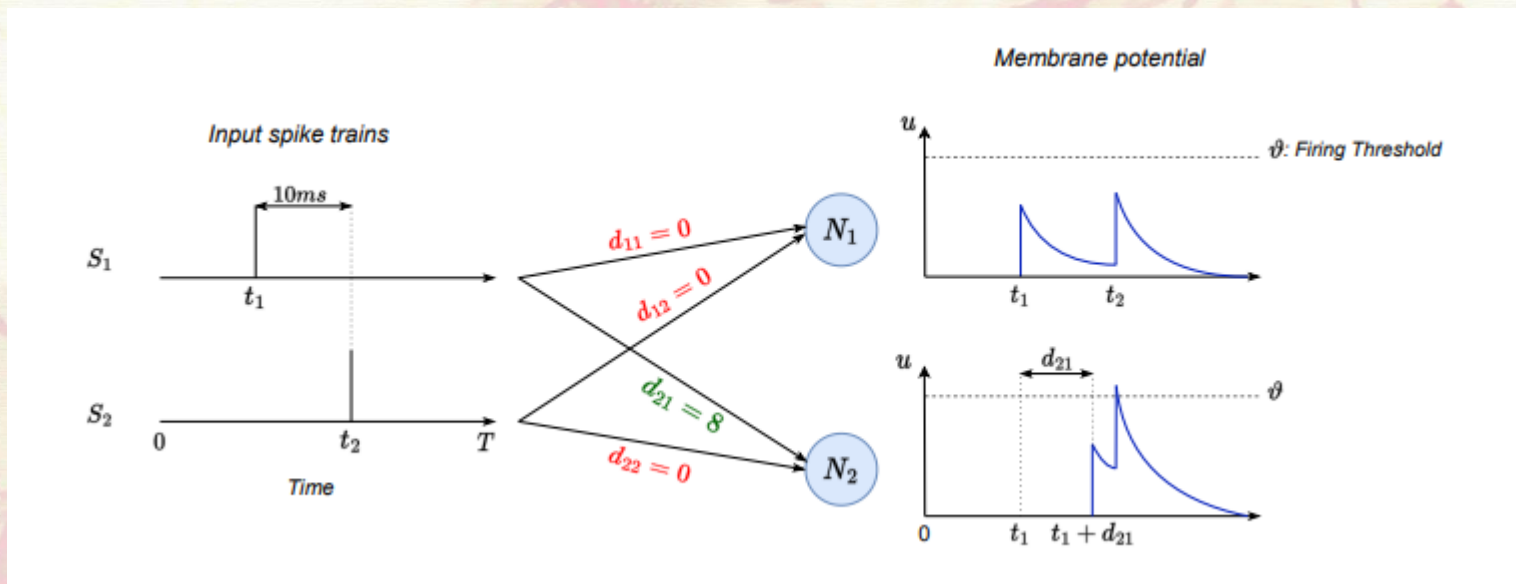 Membrane potential
Input spike trains
u
ϑ: Firing Threshold
10ms
S₁
t₁
d₁₁ = 0
d₁₂ = 0
N₁
t₁ t₂
S₂
0 t₂ T
Time
d₂₁ = 8
d₂₂ = 0
N₂
u
d₂₁
ϑ
0 t₁ t₁ + d₂₁